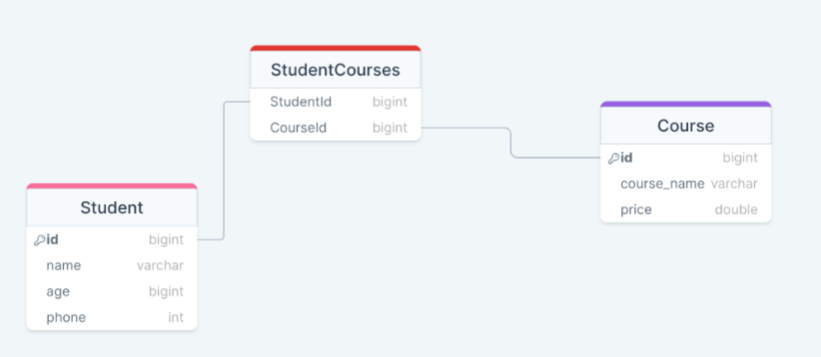 StudentCourses
StudentId bigint
CourseId bigint
Course
id bigint
course_name varchar
price double
Student
id bigint
name varchar
age bigint
phone int